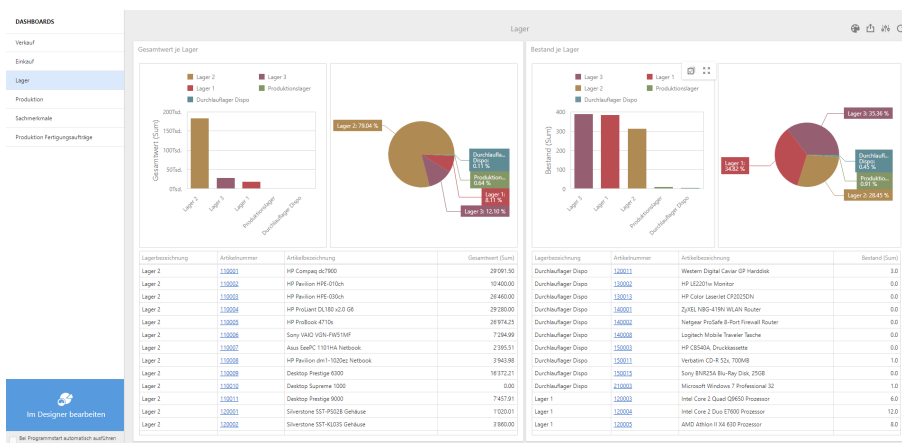 DASHBOARDS
Verkauf
Einkauf
Lager
Produktion
Sachmerkmale
Produktion Fertigungsaufträge
Im Designer bearbeiten
Bei Programmstart automatisch ausführen
Lager
Gesamtwert je Lager
Lager 2
Lager 3
Lager 1
Produktionslager
Durchlauflager Dispo
Gesamtwert (Sum)
200Tsd.
150Tsd.
100Tsd.
50Tsd.
0Tsd.
Lager 2
Lager 3
Lager 1
Produktionslager
Durchlauflager Dispo
Lager 2: 79.04 %
Durchlaufla...
Dispo:
0.11 %
Produktion...
0.64 %
Lager 1:
8.11 %
Lager 3: 12.10 %
Lagerbezeichnung Artikelnummer Artikelbezeichnung Gesamtwert (Sum)
Lager 2 110001 HP Compaq dc7900 29'091.50
Lager 2 110002 HP Pavilion HPE-010ch 10'400.00
Lager 2 110003 HP Pavilion HPE-030ch 26'460.00
Lager 2 110004 HP ProLiant DL180 x2.0 G6 29'280.00
Lager 2 110005 HP ProBook 4710s 26'974.25
Lager 2 110006 Sony VAIO VGN-FW51MF 7'294.99
Lager 2 110007 Asus EeePC 1101HA Netbook 2'395.51
Lager 2 110008 HP Pavilion dm1-1020ez Netbook 3'943.98
Lager 2 110009 Desktop Prestige 6300 16'372.21
Lager 2 110010 Desktop Supreme 1000 0.00
Lager 2 110011 Desktop Prestige 9000 7'457.91
Lager 2 120001 Silverstone SST-PS02B Gehäuse 1'020.01
Lager 2 120002 Silverstone SST-KL03S Gehäuse 3'860.00
Bestand je Lager
Lager 3
Lager 1
Lager 2
Produktionslager
Durchlauflager Dispo
Bestand (Sum)
400
300
200
100
0
Lager 3
Lager 1
Lager 2
Produktionslager
Durchlauflager Dispo
Lager 3: 35.36 %
Lager 1:
34.82 %
Durchlaufl...
Dispo:
0.45 %
Produktion...
0.91 %
Lager 2: 28.45 %
Lagerbezeichnung Artikelnummer Artikelbezeichnung Bestand (Sum)
Durchlauflager Dispo 120011 Western Digital Caviar GP Harddisk 3.0
Durchlauflager Dispo 130002 HP LE2201w Monitor 0.0
Durchlauflager Dispo 130013 HP Color LaserJet CP2025DN 0.0
Durchlauflager Dispo 140001 ZyXEL NBG-419N WLAN Router 0.0
Durchlauflager Dispo 140002 Netgear ProSafe 8-Port Firewall Router 0.0
Durchlauflager Dispo 140008 Logitech Mobile Traveler Tasche 0.0
Durchlauflager Dispo 150003 HP CB540A, Druckkassette 0.0
Durchlauflager Dispo 150011 Verbatim CD-R 52x, 700MB 1.0
Durchlauflager Dispo 150015 Sony BNR25A Blu-Ray Disk, 25GB 0.0
Durchlauflager Dispo 210003 Microsoft Windows 7 Professional 32 1.0
Lager 1 120003 Intel Core 2 Quad Q9650 Prozessor 6.0
Lager 1 120004 Intel Core 2 Duo E7600 Prozessor 12.0
Lager 1 120005 AMD Athlon II X4 630 Prozessor 8.0